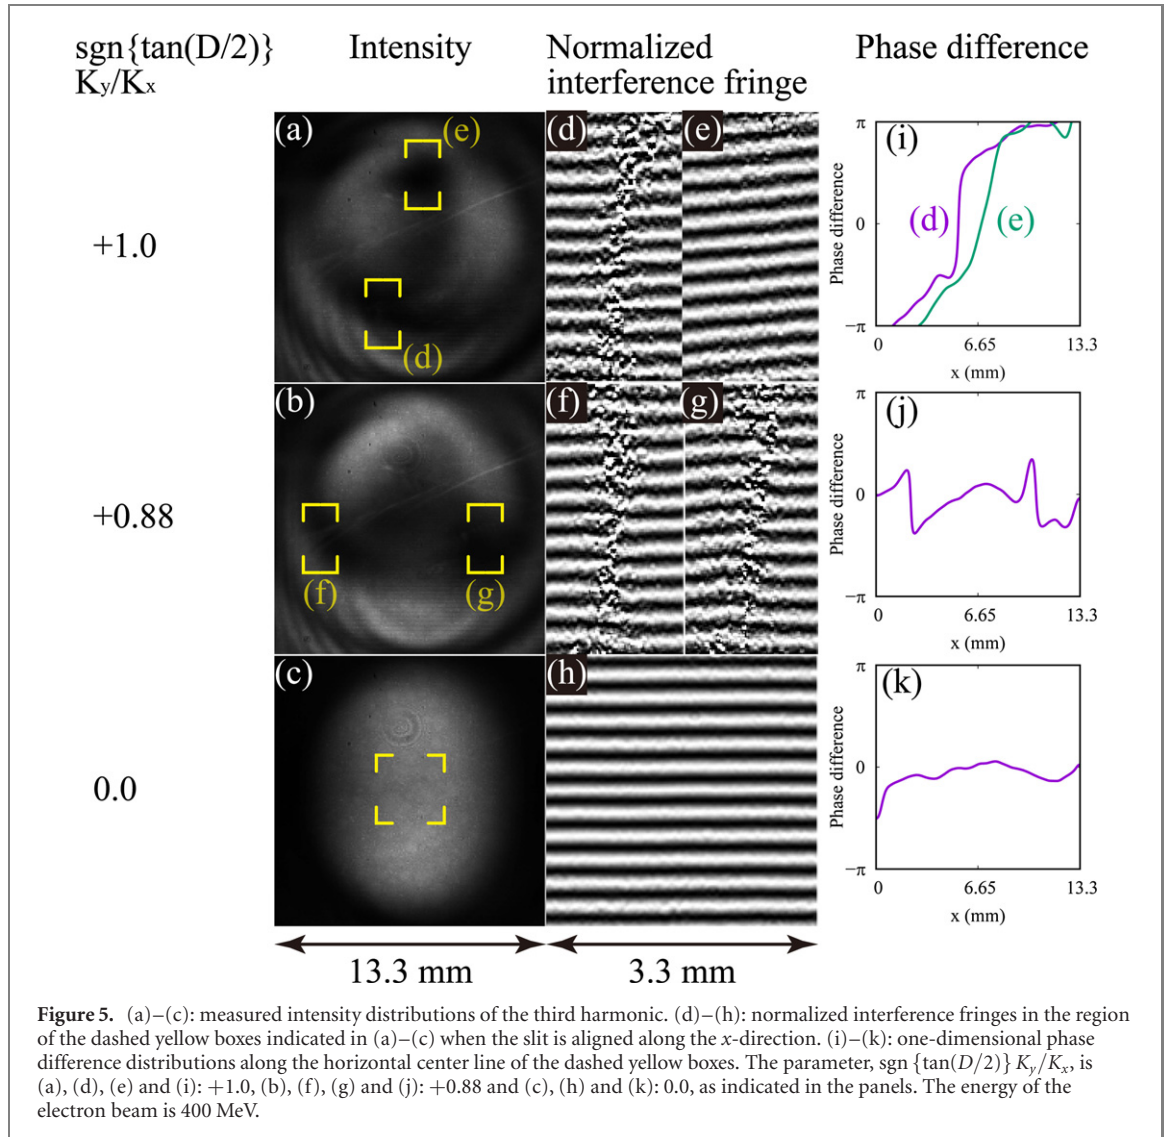 sgn{tan(D/2)}
Ky/Kx
Intensity
Normalized
interference fringe
Phase difference
+1.0
(a)
(e)
(d)
(d)
(e)
(i)
π
0
−π
Phase difference
(d)
(e)
0
6.65
13.3
x (mm)
+0.88
(b)
(f)
(g)
(f)
(g)
(j)
π
0
−π
Phase difference
0
6.65
13.3
x (mm)
0.0
(c)
(h)
(k)
π
0
−π
Phase difference
0
6.65
13.3
x (mm)
13.3 mm
3.3 mm
Figure 5. (a)–(c): measured intensity distributions of the third harmonic. (d)–(h): normalized interference fringes in the region
of the dashed yellow boxes indicated in (a)–(c) when the slit is aligned along the x-direction. (i)–(k): one-dimensional phase
difference distributions along the horizontal center line of the dashed yellow boxes. The parameter, sgn {tan(D/2)} Ky/Kx, is
(a), (d), (e) and (i): +1.0, (b), (f), (g) and (j): +0.88 and (c), (h) and (k): 0.0, as indicated in the panels. The energy of the
electron beam is 400 MeV.